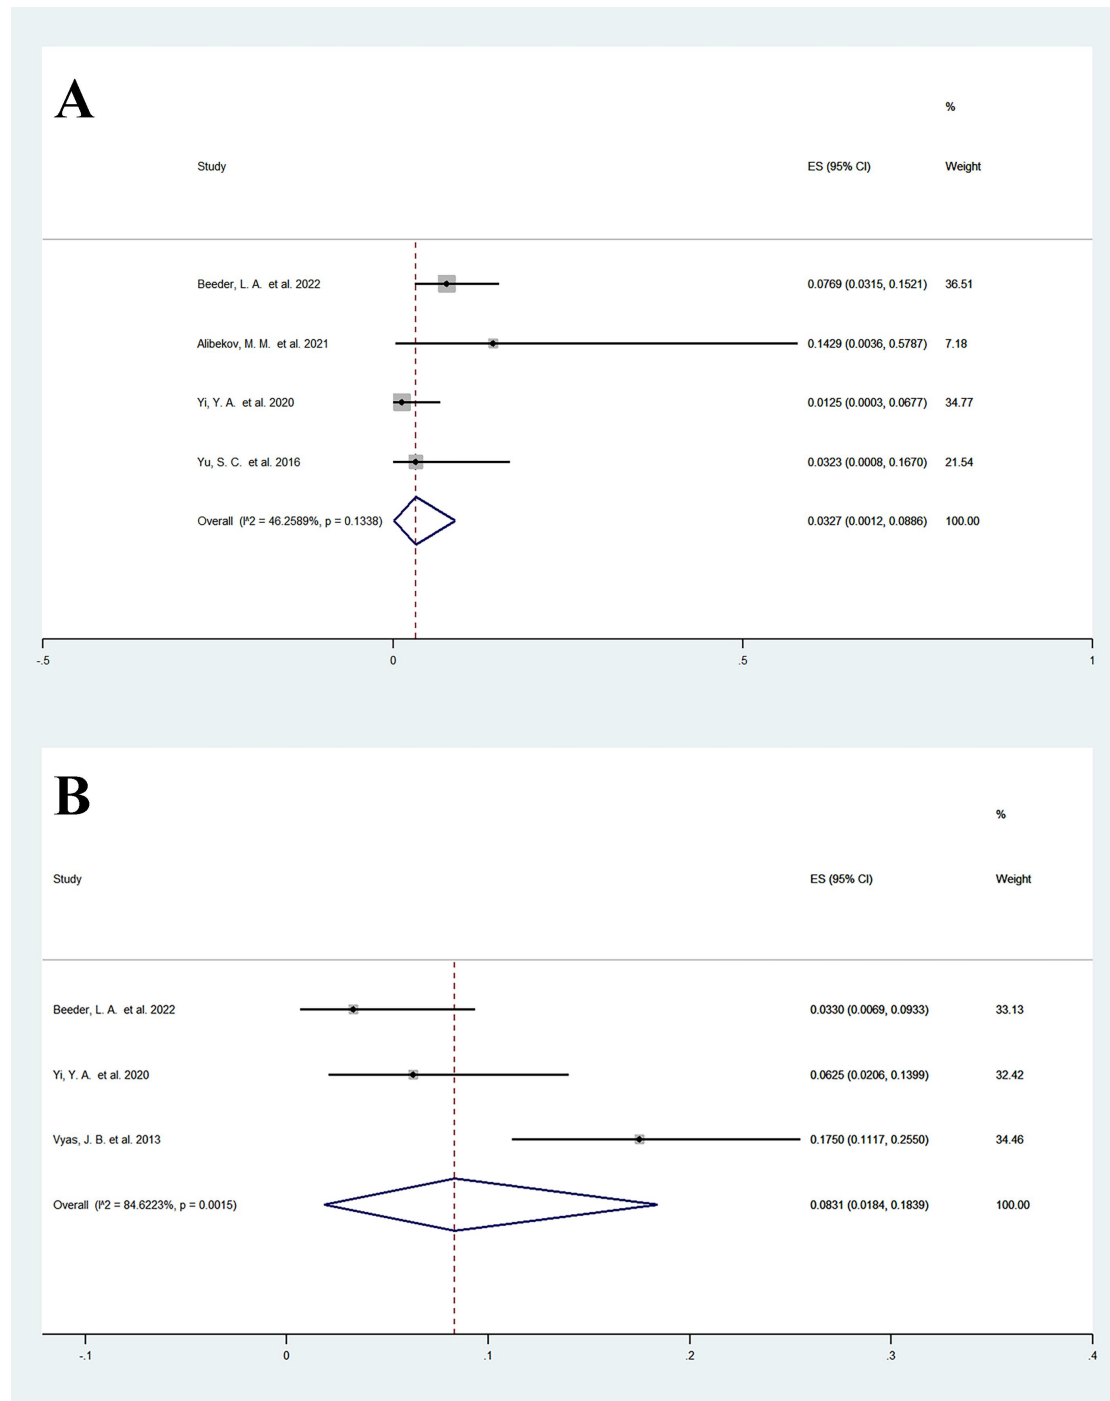 A
%
Study ES (95% CI) Weight
Beeder, L. A. et al. 2022 0.0769 (0.0315, 0.1521) 36.51
Alibekov, M. M. et al. 2021 0.1429 (0.0036, 0.5787) 7.18
Yi, Y. A. et al. 2020 0.0125 (0.0003, 0.0677) 34.77
Yu, S. C. et al. 2016 0.0323 (0.0008, 0.1670) 21.54
Overall (I^2 = 46.2589%, p = 0.1338) 0.0327 (0.0012, 0.0886) 100.00
-.5 0 .5 1
B
%
Study ES (95% CI) Weight
Beeder, L. A. et al. 2022 0.0330 (0.0069, 0.0933) 33.13
Yi, Y. A. et al. 2020 0.0625 (0.0206, 0.1399) 32.42
Vyas, J. B. et al. 2013 0.1750 (0.1117, 0.2550) 34.46
Overall (I^2 = 84.6223%, p = 0.0015) 0.0831 (0.0184, 0.1839) 100.00
-.1 0 .1 .2 .3 .4